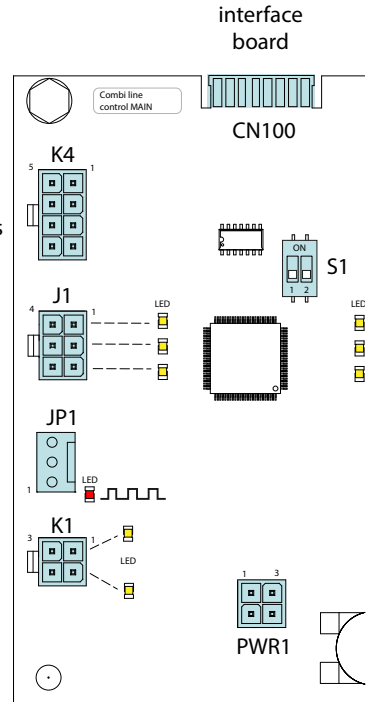 interface
board
Combi line
control MAIN
CN100
K4
5 1
s
ON
1 2
S1
J1
4 1
LED
LED
JP1
1
LED
K1
3 1
LED
1 3
PWR1